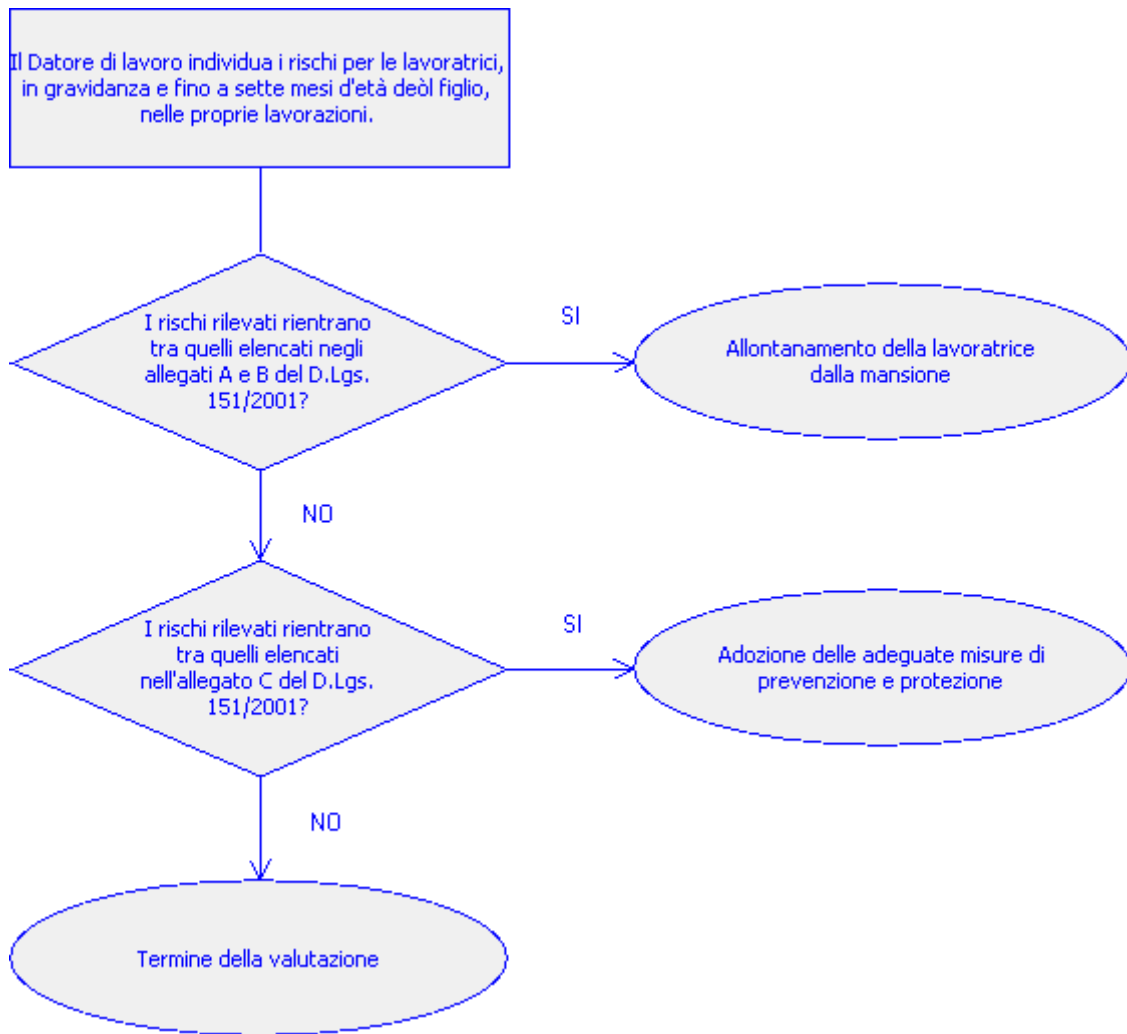 Il Datore di lavoro individua i rischi per le lavoratrici,
in gravidanza e fino a sette mesi d'età deòl figlio,
nelle proprie lavorazioni.
I rischi rilevati rientrano
tra quelli elencati negli
allegati A e B del D.Lgs.
151/2001?
SI
Allontanamento della lavoratrice
dalla mansione
NO
I rischi rilevati rientrano
tra quelli elencati
nell'allegato C del D.Lgs.
151/2001?
SI
Adozione delle adeguate misure di
prevenzione e protezione
NO
Termine della valutazione